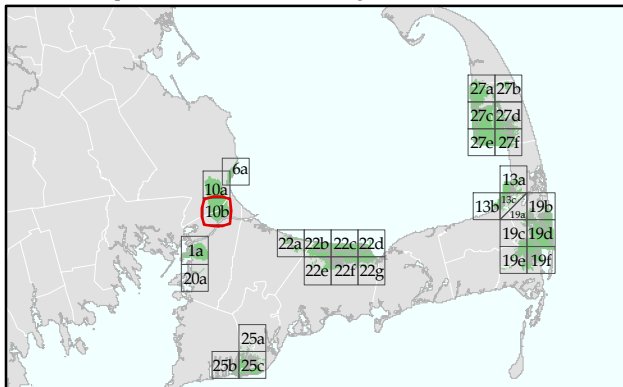 27a 27b
27c 27d
27e 27f
6a
13a
10a
13b 13c 19b
10b 19a
19c 19d
22a 22b 22c 22d
1a
19e 19f
22e 22f 22g
20a
25a
25b 25c